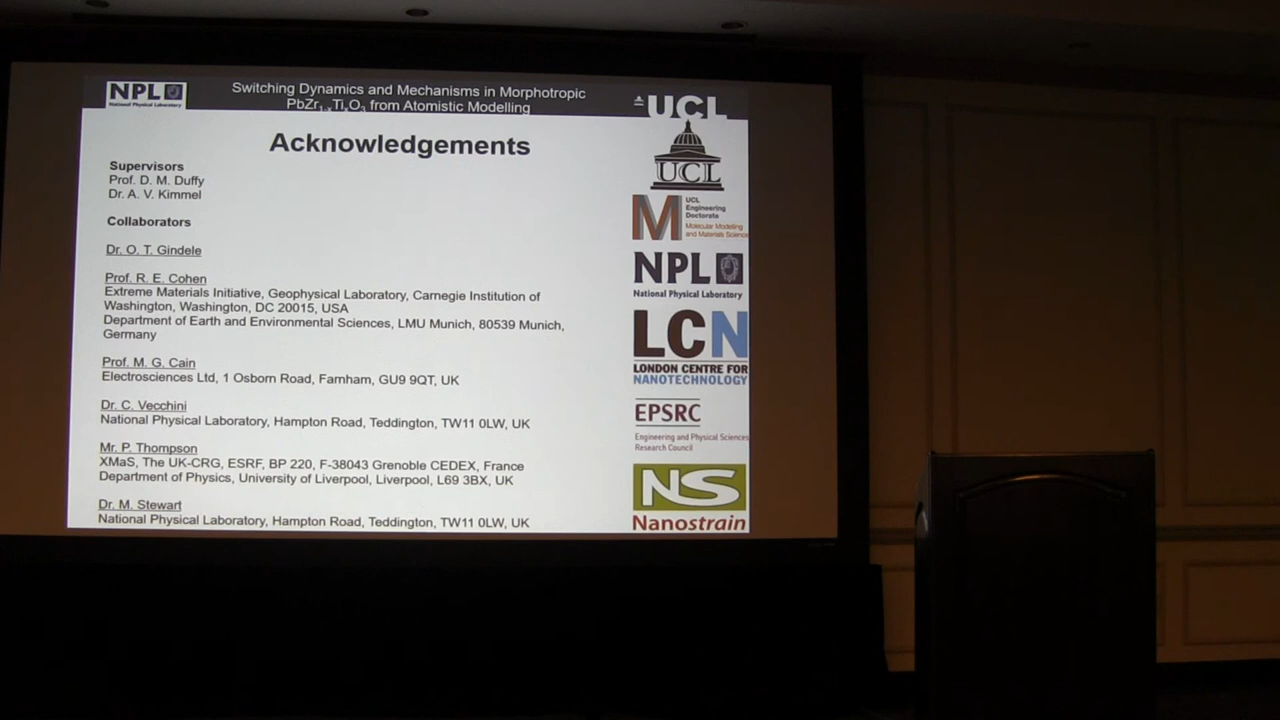 NPL
National Physical Laboratory
Switching Dynamics and Mechanisms in Morphotropic
PbZr1-xTixO3 from Atomistic Modelling
UCL
Acknowledgements
Supervisors
Prof. D. M. Duffy
Dr. A. V. Kimmel
Collaborators
Dr. O. T. Gindele
Prof. R. E. Cohen
Extreme Materials Initiative, Geophysical Laboratory, Carnegie Institution of
Washington, Washington, DC 20015, USA
Department of Earth and Environmental Sciences, LMU Munich, 80539 Munich,
Germany
Prof. M. G. Cain
Electrosciences Ltd, 1 Osborn Road, Farnham, GU9 9QT, UK
Dr. C. Vecchini
National Physical Laboratory, Hampton Road, Teddington, TW11 0LW, UK
Mr. P. Thompson
XMaS, The UK-CRG, ESRF, BP 220, F-38043 Grenoble CEDEX, France
Department of Physics, University of Liverpool, Liverpool, L69 3BX, UK
Dr. M. Stewart
National Physical Laboratory, Hampton Road, Teddington, TW11 0LW, UK
UCL
M
UCL
Engineering
Doctorate
Molecular Modelling
and Materials Science
NPL
National Physical Laboratory
LCN
LONDON CENTRE FOR
NANOTECHNOLOGY
EPSRC
Engineering and Physical Sciences
Research Council
NS
Nanostrain